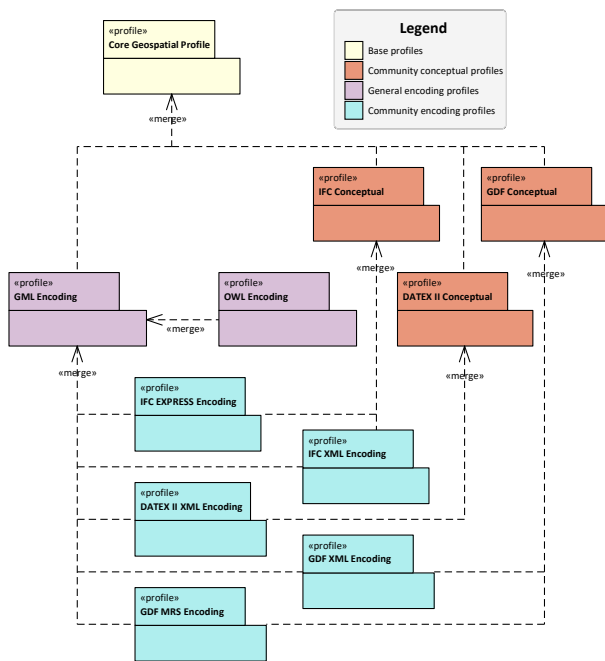 «profile»
Core Geospatial Profile
Legend
Base profiles
Community conceptual profiles
General encoding profiles
Community encoding profiles
«merge»
«profile»
IFC Conceptual
«profile»
GDF Conceptual
«merge»
«merge»
«profile»
GML Encoding
«profile»
OWL Encoding
«profile»
DATEX II Conceptual
«merge»
«merge»
«merge»
«profile»
IFC EXPRESS Encoding
«profile»
IFC XML Encoding
«profile»
DATEX II XML Encoding
«profile»
GDF XML Encoding
«profile»
GDF MRS Encoding